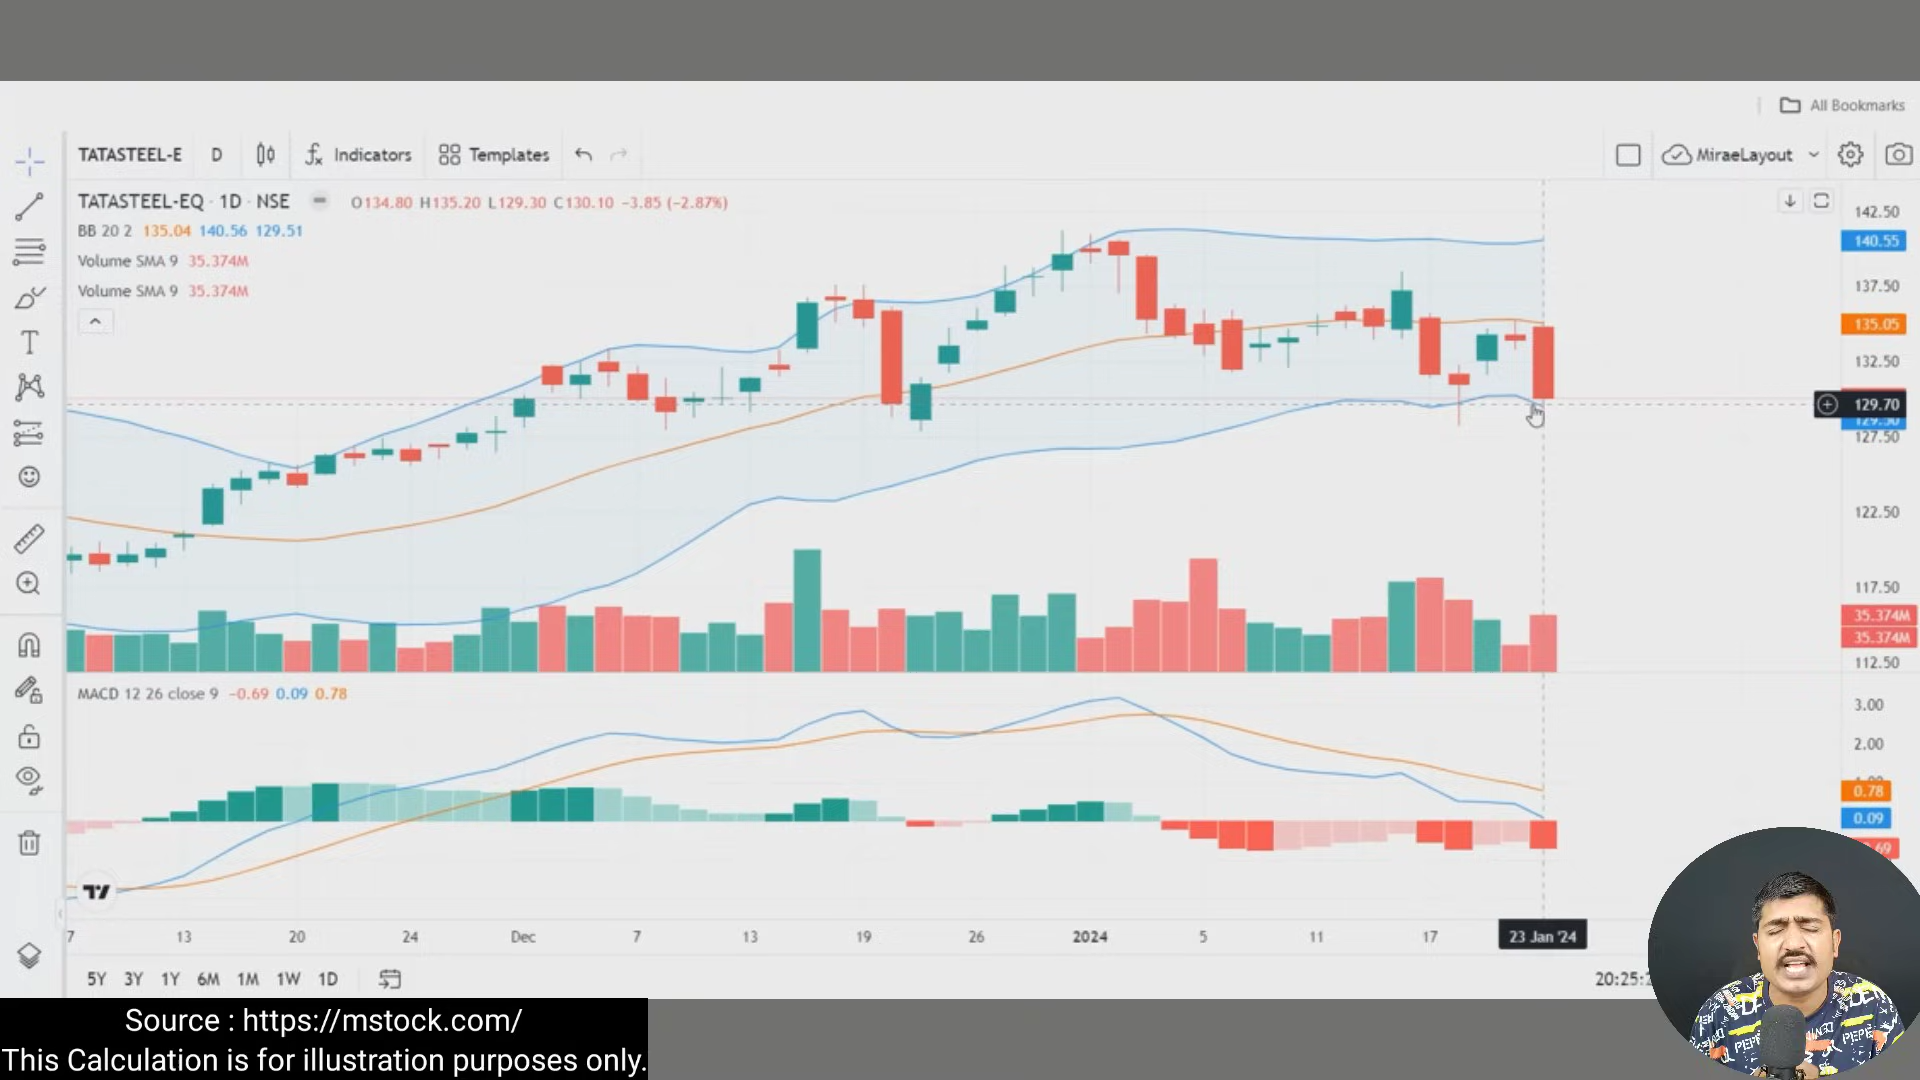 All Bookmarks
TATASTEEL-E D Indicators Templates MiraeLayout
TATASTEEL-EQ · 1D · NSE O134.80 H135.20 L129.30 C130.10 −3.85 (−2.87%)
BB 20 2 135.04 140.56 129.51
Volume SMA 9 35.374M
Volume SMA 9 35.374M
142.50
140.55
137.50
135.05
132.50
129.70
127.50
122.50
117.50
35.374M
35.374M
112.50
MACD 12 26 close 9 −0.69 0.09 0.78
3.00
2.00
0.78
0.09
7 13 20 24 Dec 7 13 19 26 2024 5 11 17 23 Jan '24
5Y 3Y 1Y 6M 1M 1W 1D
Source : https://mstock.com/
This Calculation is for illustration purposes only.